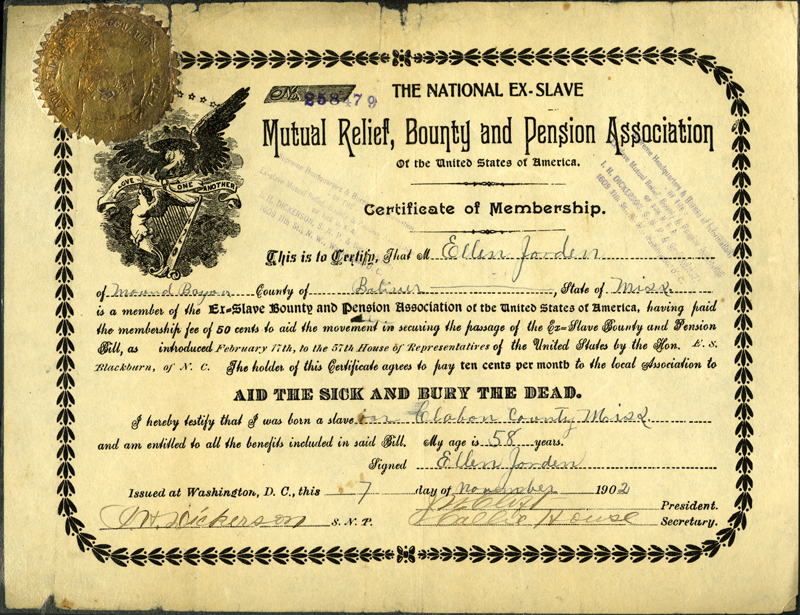 No. 258479
THE NATIONAL EX-SLAVE
Mutual Relief, Bounty and Pension Association
Of the United States of America.
LOVE ONE ANOTHER
Certificate of Membership.
This is to Certify, That M Ellen Jorden
of Mound Bayou County of Boliver, State of Miss
is a member of the Ex-Slave Bounty and Pension Association of the United States of America, having paid
the membership fee of 50 cents to aid the movement in securing the passage of the Ex-Slave Bounty and Pension
Bill, as introduced February 17th, to the 57th House of Representatives of the United States by the Hon. E. S.
Blackburn, of N. C. The holder of this Certificate agrees to pay ten cents per month to the local Association to
AID THE SICK AND BURY THE DEAD.
I hereby testify that I was born a slave in Clabon County Miss.
and am entitled to all the benefits included in said Bill. My age is 58 years.
Signed Ellen Jorden
Issued at Washington, D. C., this 7 day of November 1902
President.
I H Dickerson S. N. P. Callie House Secretary.